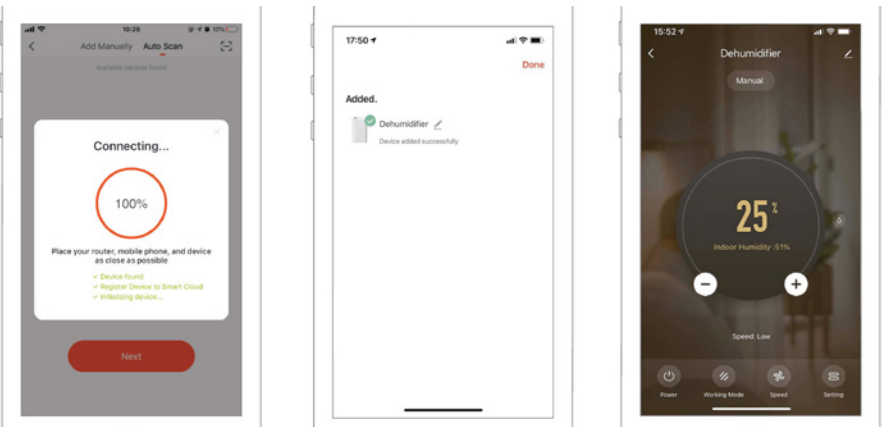 10:26
10%
Add Manually Auto Scan
Available devices found
Connecting...
100%
Place your router, mobile phone, and device
as close as possible
✓ Device found
✓ Register Device to Smart Cloud
✓ Initializing device...
Next
17:50
Done
Added.
Dehumidifier
Device added successfully
15:52
Dehumidifier
Manual
25 %
Indoor Humidity :51%
Speed: Low
Power Working Mode Speed Setting